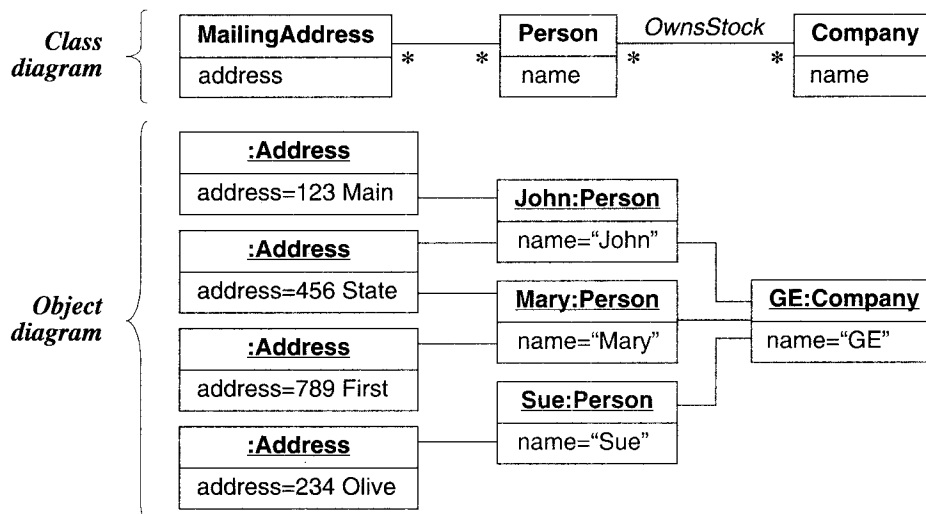 Class
diagram
MailingAddress
address
*
*
Person
name
OwnsStock
*
*
Company
name
Object
diagram
:Address
address=123 Main
:Address
address=456 State
:Address
address=789 First
:Address
address=234 Olive
John:Person
name=“John”
Mary:Person
name=“Mary”
Sue:Person
name=“Sue”
GE:Company
name=“GE”